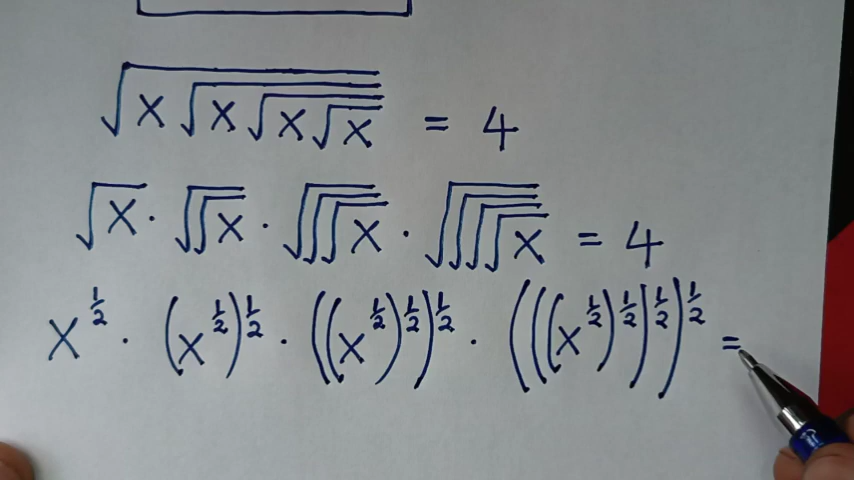 √(x√(x√(x√x))) = 4
√x · √√x · √√√x · √√√√x = 4
x^(1/2) · (x^(1/2))^(1/2) · ((x^(1/2))^(1/2))^(1/2) · (((x^(1/2))^(1/2))^(1/2))^(1/2) =